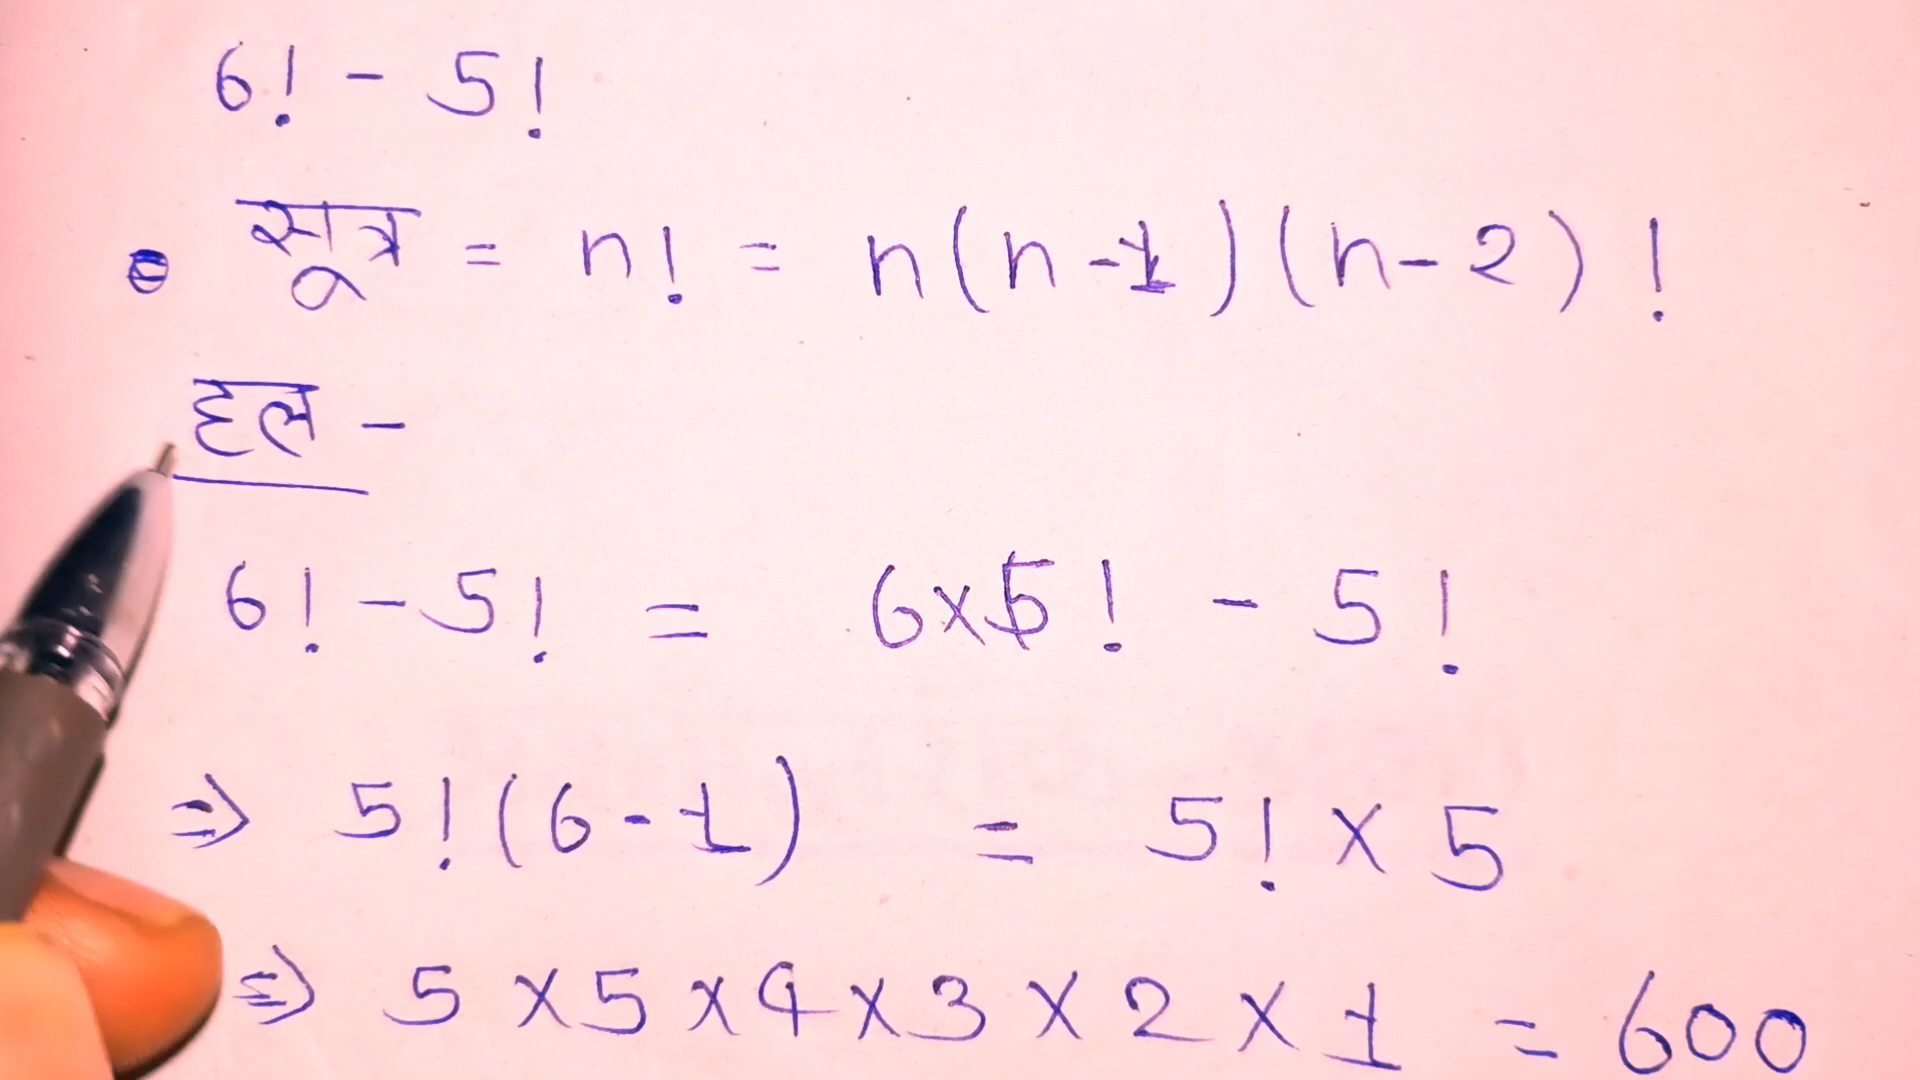 6! - 5!
सूत्र = n! = n(n-1)(n-2)!
हल -
6! - 5! = 6×5! - 5!
⇒ 5!(6-1) = 5! × 5
⇒ 5 × 5 × 4 × 3 × 2 × 1 = 600